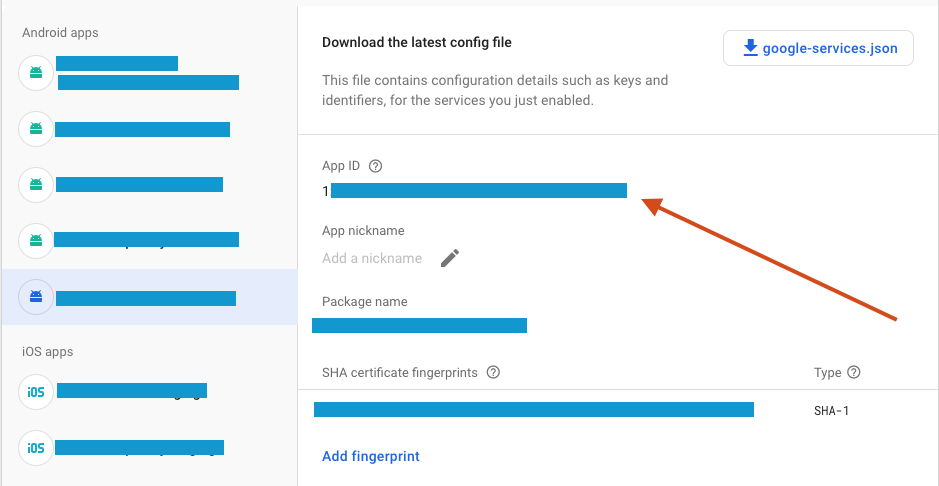 Android apps
iOS apps
iOS
iOS
Download the latest config file
google-services.json
This file contains configuration details such as keys and
identifiers, for the services you just enabled.
App ID ?
1
App nickname
Add a nickname
Package name
SHA certificate fingerprints ?
Type ?
SHA-1
Add fingerprint